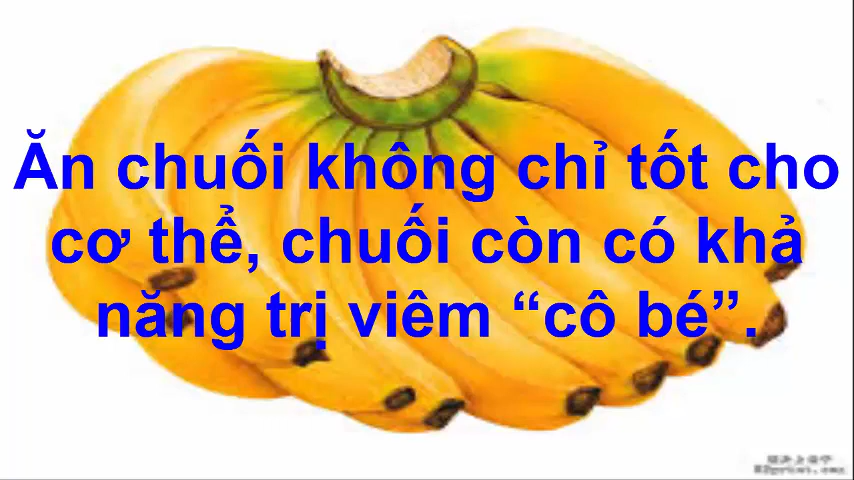 Ăn chuối không chỉ tốt cho
cơ thể, chuối còn có khả
năng trị viêm “cô bé”.